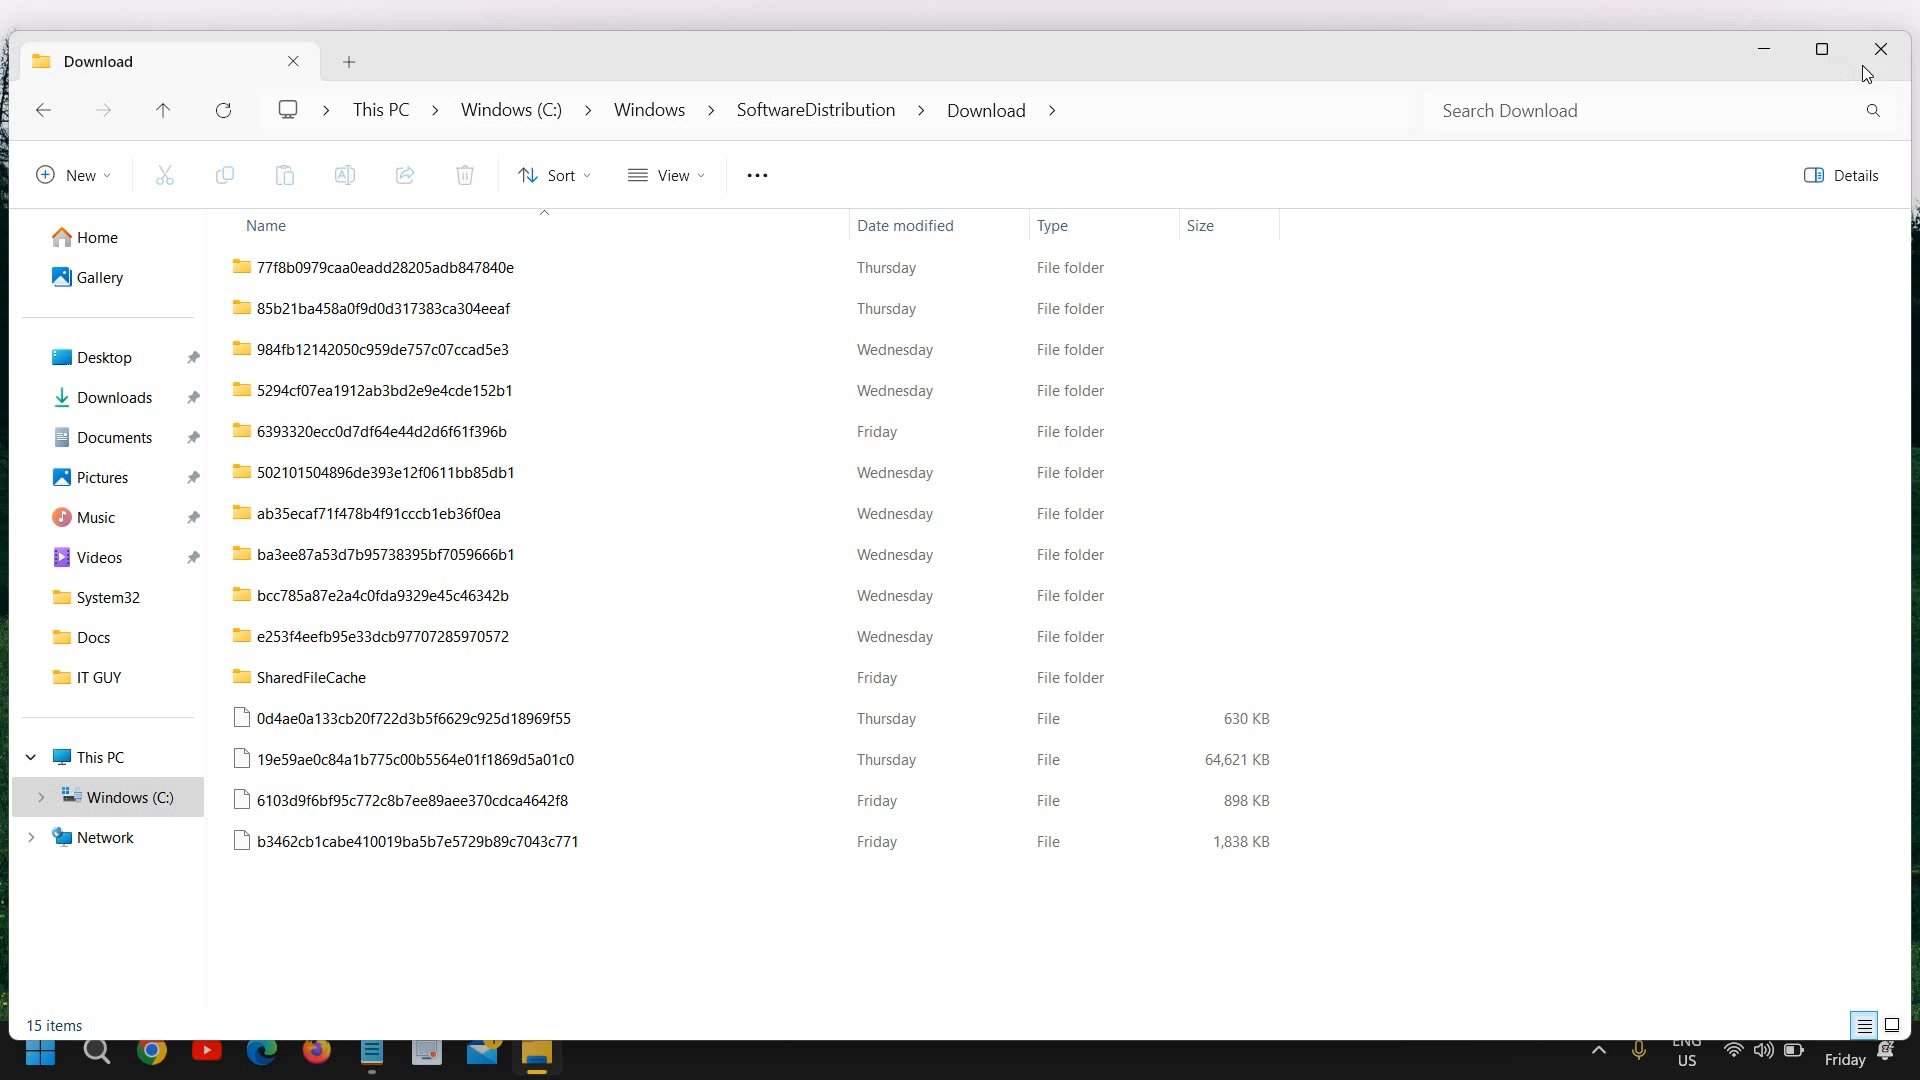 Download
This PC
Windows (C:)
Windows
SoftwareDistribution
Download
Search Download
New
Sort
View
Details
Name
Date modified
Type
Size
Home
Gallery
Desktop
Downloads
Documents
Pictures
Music
Videos
System32
Docs
IT GUY
This PC
Windows (C:)
Network
77f8b0979caa0eadd28205adb847840e Thursday File folder
85b21ba458a0f9d0d317383ca304eeaf Thursday File folder
984fb12142050c959de757c07ccad5e3 Wednesday File folder
5294cf07ea1912ab3bd2e9e4cde152b1 Wednesday File folder
6393320ecc0d7df64e44d2d6f61f396b Friday File folder
502101504896de393e12f0611bb85db1 Wednesday File folder
ab35ecaf71f478b4f91cccb1eb36f0ea Wednesday File folder
ba3ee87a53d7b95738395bf7059666b1 Wednesday File folder
bcc785a87e2a4c0fda9329e45c46342b Wednesday File folder
e253f4eefb95e33dcb97707285970572 Wednesday File folder
SharedFileCache Friday File folder
0d4ae0a133cb20f722d3b5f6629c925d18969f55 Thursday File 630 KB
19e59ae0c84a1b775c00b5564e01f1869d5a01c0 Thursday File 64,621 KB
6103d9f6bf95c772c8b7ee89aee370cdca4642f8 Friday File 898 KB
b3462cb1cabe410019ba5b7e5729b89c7043c771 Friday File 1,838 KB
15 items
ENG
US
Friday